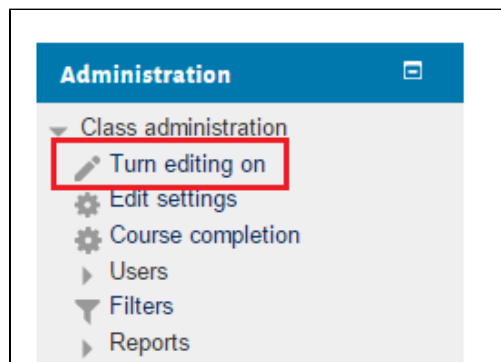 Administration
Class administration
Turn editing on
Edit settings
Course completion
Users
Filters
Reports